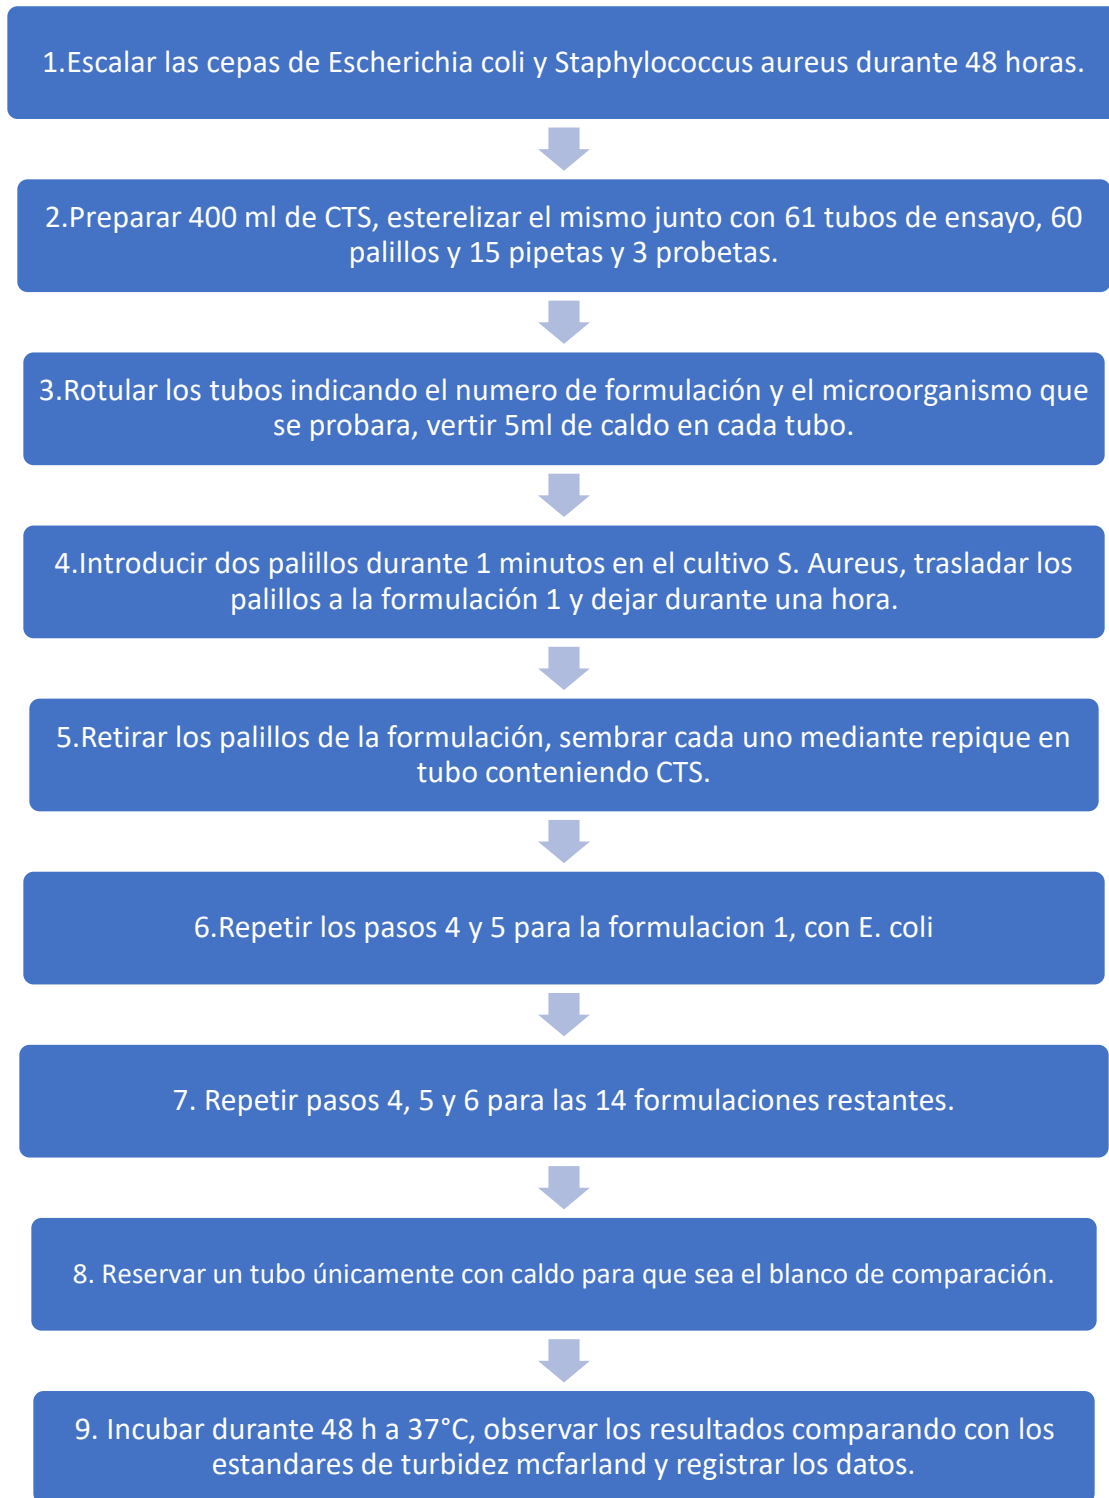 1.Escalar las cepas de Escherichia coli y Staphylococcus aureus durante 48 horas.
2.Preparar 400 ml de CTS, esterelizar el mismo junto con 61 tubos de ensayo, 60
palillos y 15 pipetas y 3 probetas.
3.Rotular los tubos indicando el numero de formulación y el microorganismo que
se probara, vertir 5ml de caldo en cada tubo.
4.Introducir dos palillos durante 1 minutos en el cultivo S. Aureus, trasladar los
palillos a la formulación 1 y dejar durante una hora.
5.Retirar los palillos de la formulación, sembrar cada uno mediante repique en
tubo conteniendo CTS.
6.Repetir los pasos 4 y 5 para la formulacion 1, con E. coli
7. Repetir pasos 4, 5 y 6 para las 14 formulaciones restantes.
8. Reservar un tubo únicamente con caldo para que sea el blanco de comparación.
9. Incubar durante 48 h a 37°C, observar los resultados comparando con los
estandares de turbidez mcfarland y registrar los datos.